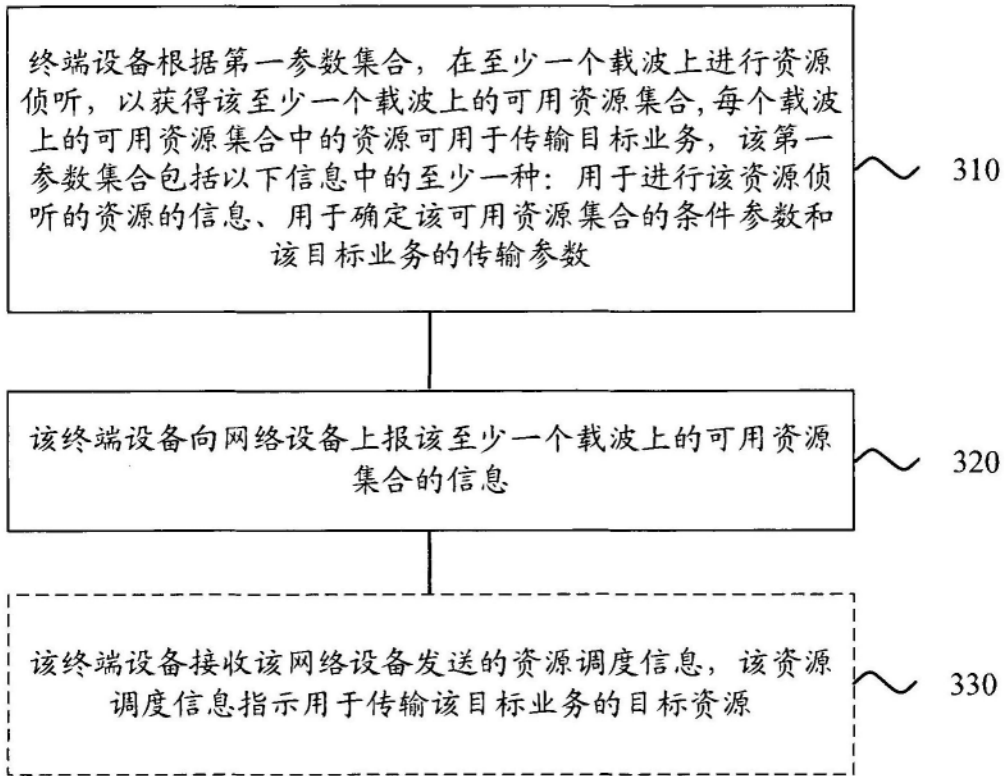 终端设备根据第一参数集合，在至少一个载波上进行资源
侦听，以获得该至少一个载波上的可用资源集合，每个载波
上的可用资源集合中的资源可用于传输目标业务，该第一
参数集合包括以下信息中的至少一种：用于进行该资源侦
听的资源的信息、用于确定该可用资源集合的条件参数和
该目标业务的传输参数
310
该终端设备向网络设备上报该至少一个载波上的可用资源
集合的信息
320
该终端设备接收该网络设备发送的资源调度信息，该资源
调度信息指示用于传输该目标业务的目标资源
330